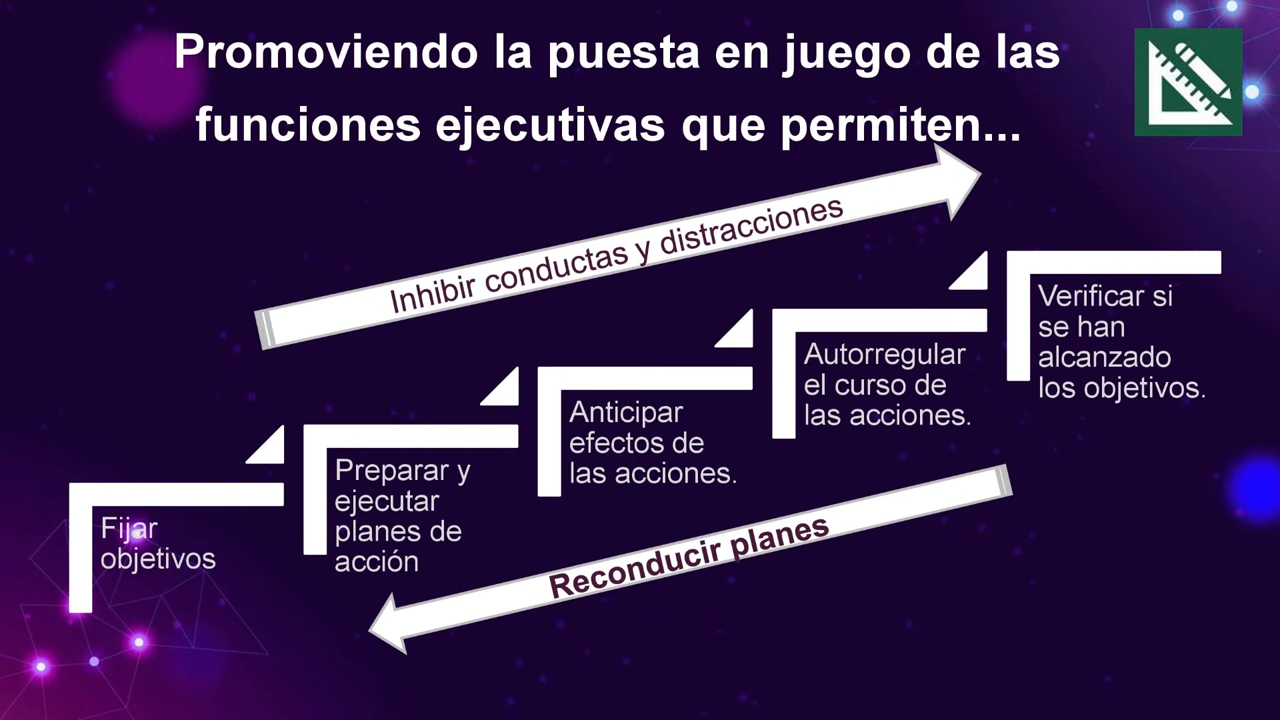 Promoviendo la puesta en juego de las
funciones ejecutivas que permiten...
Inhibir conductas y distracciones
Fijar
objetivos
Preparar y
ejecutar
planes de
acción
Anticipar
efectos de
las acciones.
Autorregular
el curso de
las acciones.
Verificar si
se han
alcanzado
los objetivos.
Reconducir planes